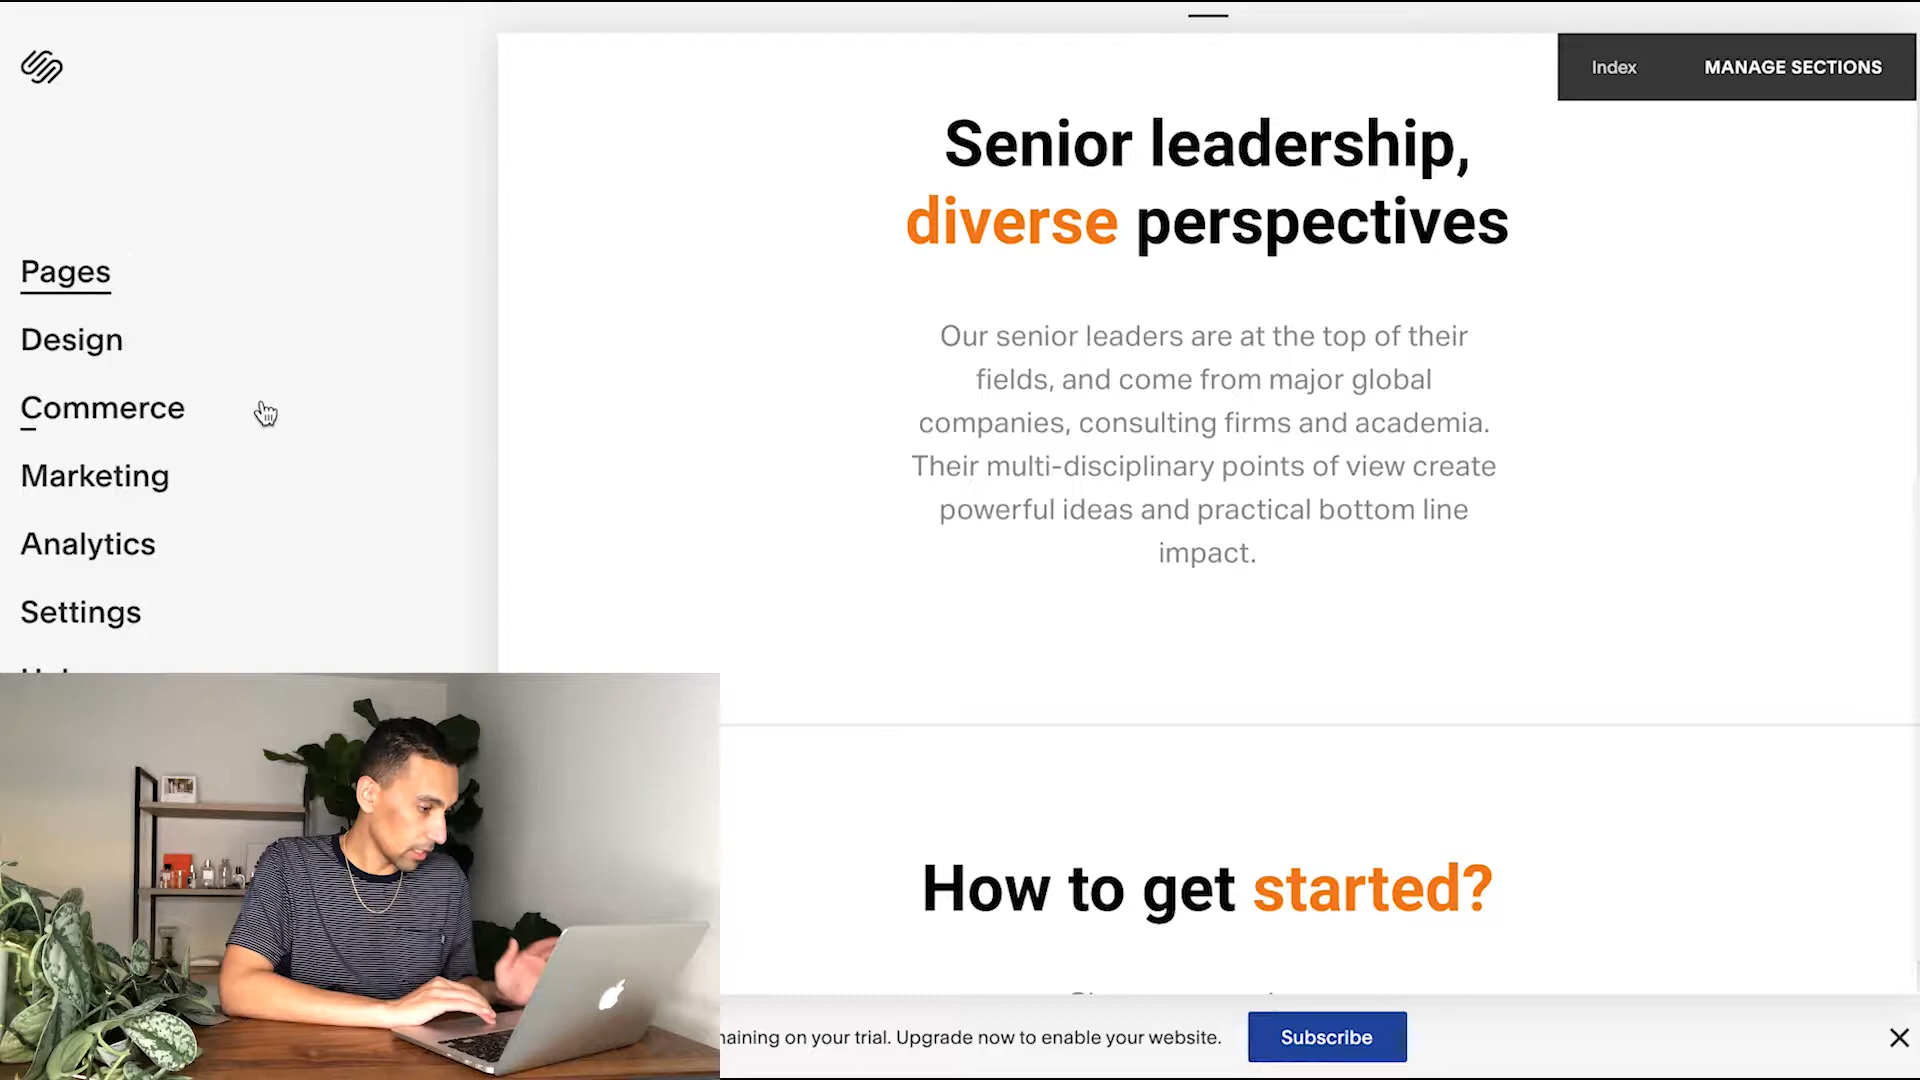 Index
MANAGE SECTIONS
Senior leadership,
diverse perspectives
Pages
Design
Commerce
Marketing
Analytics
Settings
Our senior leaders are at the top of their
fields, and come from major global
companies, consulting firms and academia.
Their multi-disciplinary points of view create
powerful ideas and practical bottom line
impact.
How to get started?
on your trial. Upgrade now to enable your website.
Subscribe